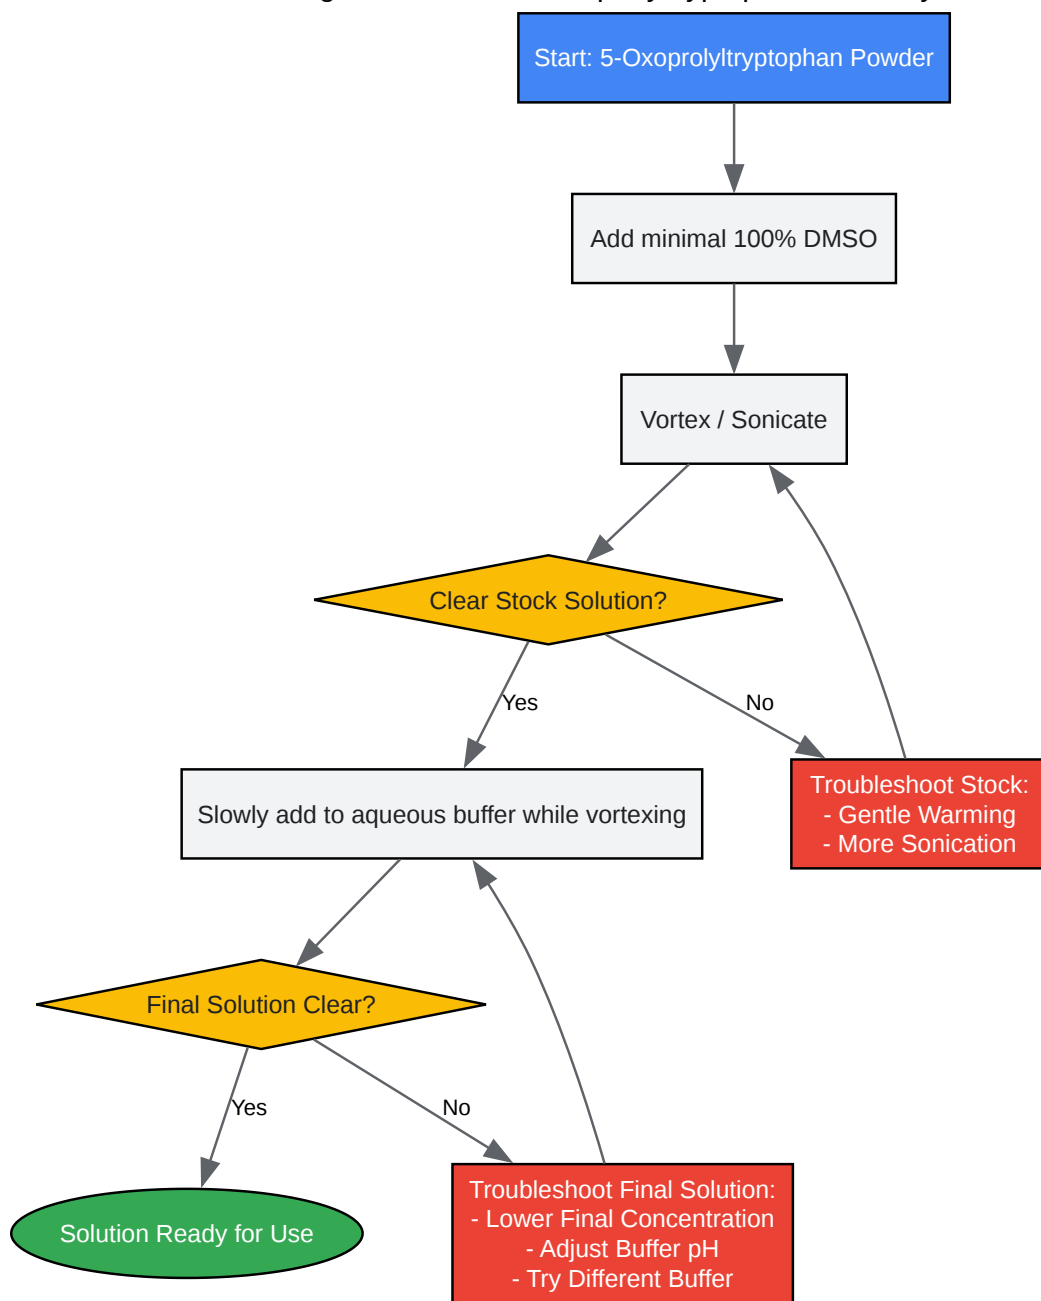 Start: 5-Oxoprolyltryptophan Powder
Add minimal 100% DMSO
Vortex / Sonicate
Clear Stock Solution?
Yes
No
Slowly add to aqueous buffer while vortexing
Troubleshoot Stock:
- Gentle Warming
- More Sonication
Final Solution Clear?
Yes
No
Solution Ready for Use
Troubleshoot Final Solution:
- Lower Final Concentration
- Adjust Buffer pH
- Try Different Buffer